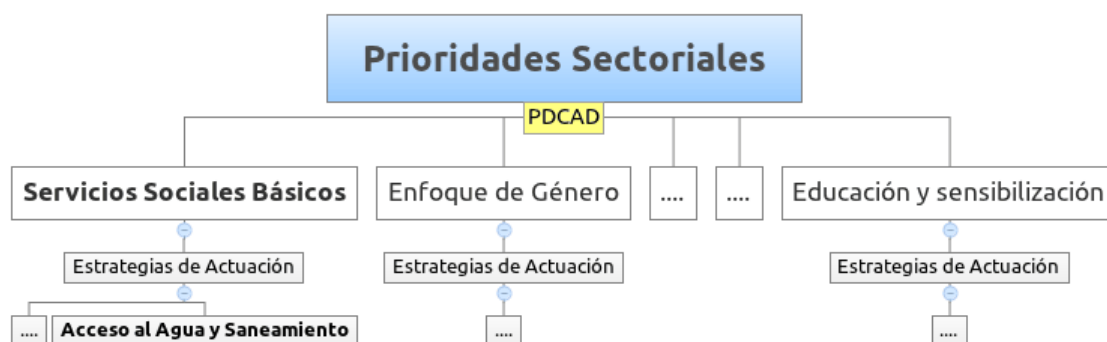 Prioridades Sectoriales
PDCAD
Servicios Sociales Básicos
Enfoque de Género
....
....
Educación y sensibilización
Estrategias de Actuación
Estrategias de Actuación
Estrategias de Actuación
....
Acceso al Agua y Saneamiento
....
....